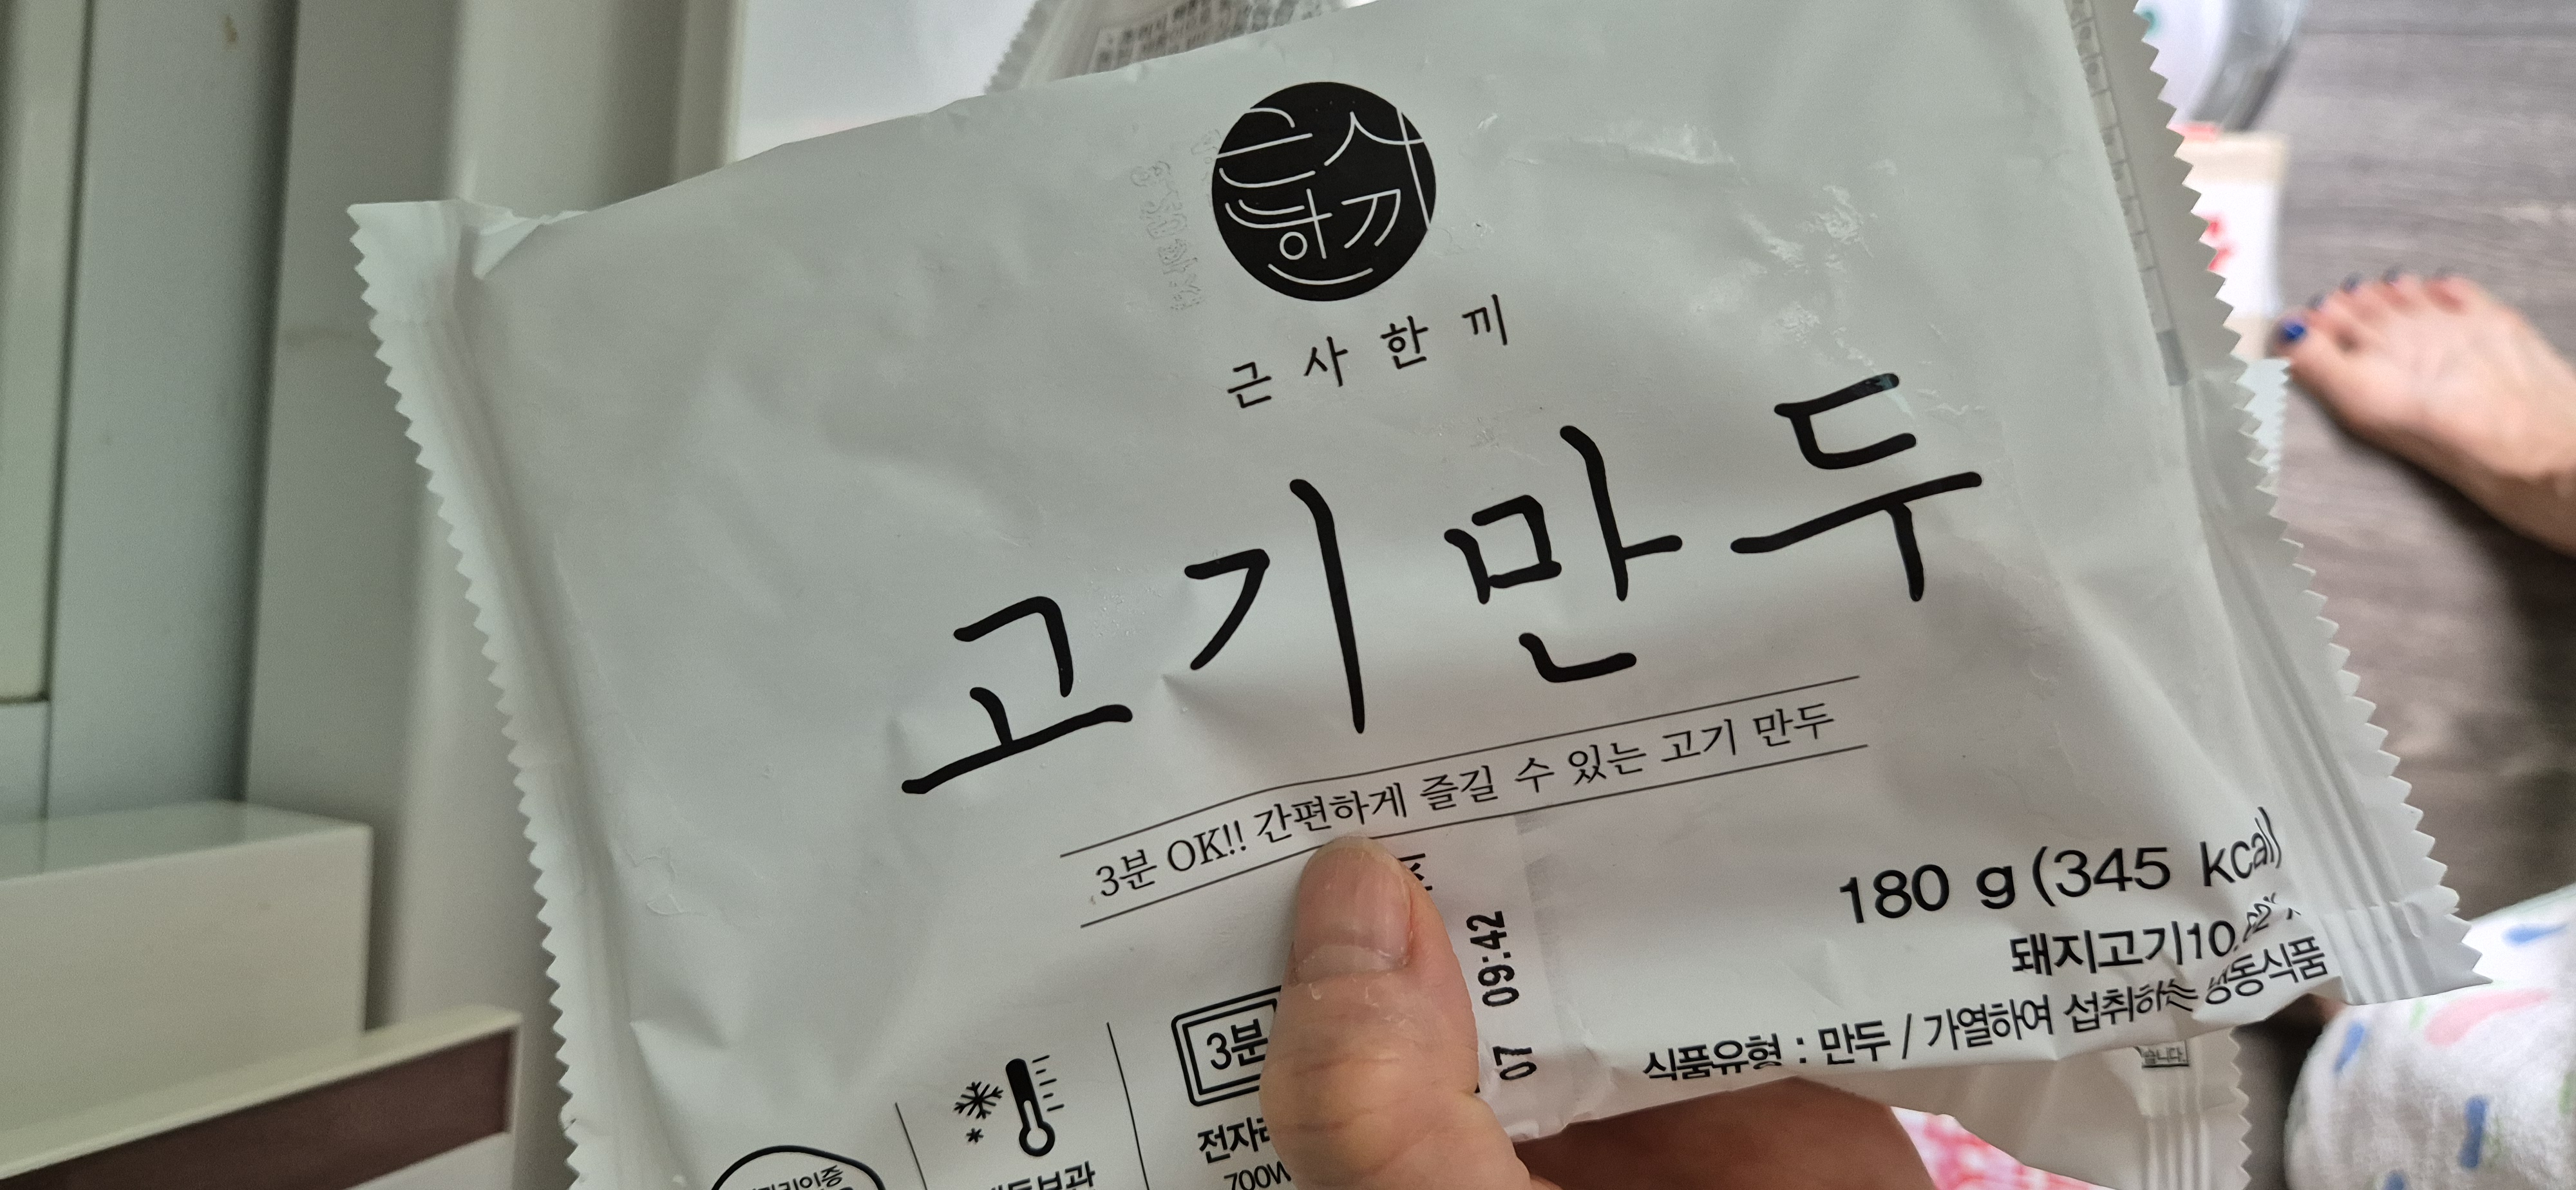 근사한끼
근사한끼
고기만두
3분 OK!! 간편하게 즐길 수 있는 고기 만두
180 g (345 kcal)
돼지고기
식품유형 : 만두 / 가열하여 섭취하는 냉동식품
07 09:42
3분
700W